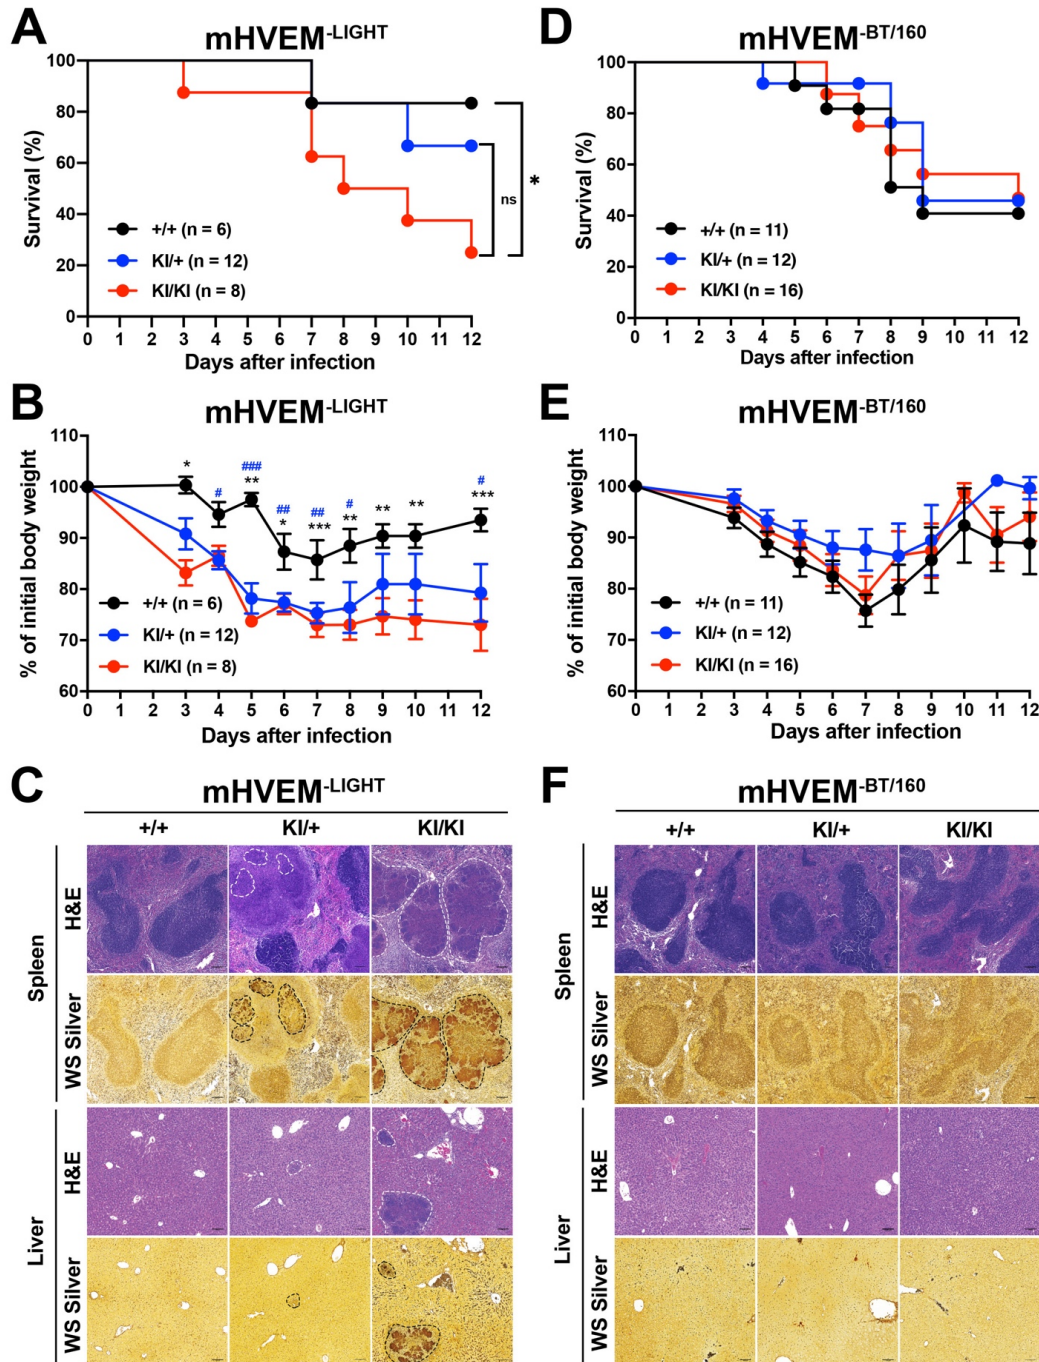 A
mHVEM-LIGHT
Survival (%)
100
80
60
40
20
0
+/+ (n = 6)
KI/+ (n = 12)
KI/KI (n = 8)
ns
*
0 1 2 3 4 5 6 7 8 9 10 11 12
Days after infection
D
mHVEM-BT/160
Survival (%)
100
80
60
40
20
0
+/+ (n = 11)
KI/+ (n = 12)
KI/KI (n = 16)
0 1 2 3 4 5 6 7 8 9 10 11 12
Days after infection
B
mHVEM-LIGHT
% of initial body weight
110
100
90
80
70
60
* # ### ** ## * ## *** # ** ** ** # ***
+/+ (n = 6)
KI/+ (n = 12)
KI/KI (n = 8)
0 1 2 3 4 5 6 7 8 9 10 11 12
Days after infection
E
mHVEM-BT/160
% of initial body weight
110
100
90
80
70
60
+/+ (n = 11)
KI/+ (n = 12)
KI/KI (n = 16)
0 1 2 3 4 5 6 7 8 9 10 11 12
Days after infection
C
mHVEM-LIGHT
+/+ KI/+ KI/KI
Spleen
H&E
WS Silver
Liver
H&E
WS Silver
F
mHVEM-BT/160
+/+ KI/+ KI/KI
Spleen
H&E
WS Silver
Liver
H&E
WS Silver